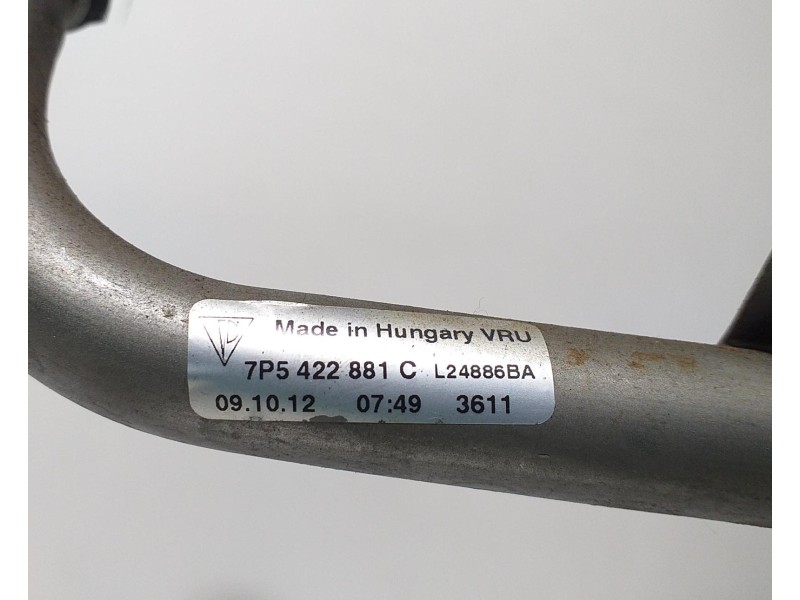 Made in Hungary VRU
7P5 422 881 C L24886BA
09.10.12 07:49 3611